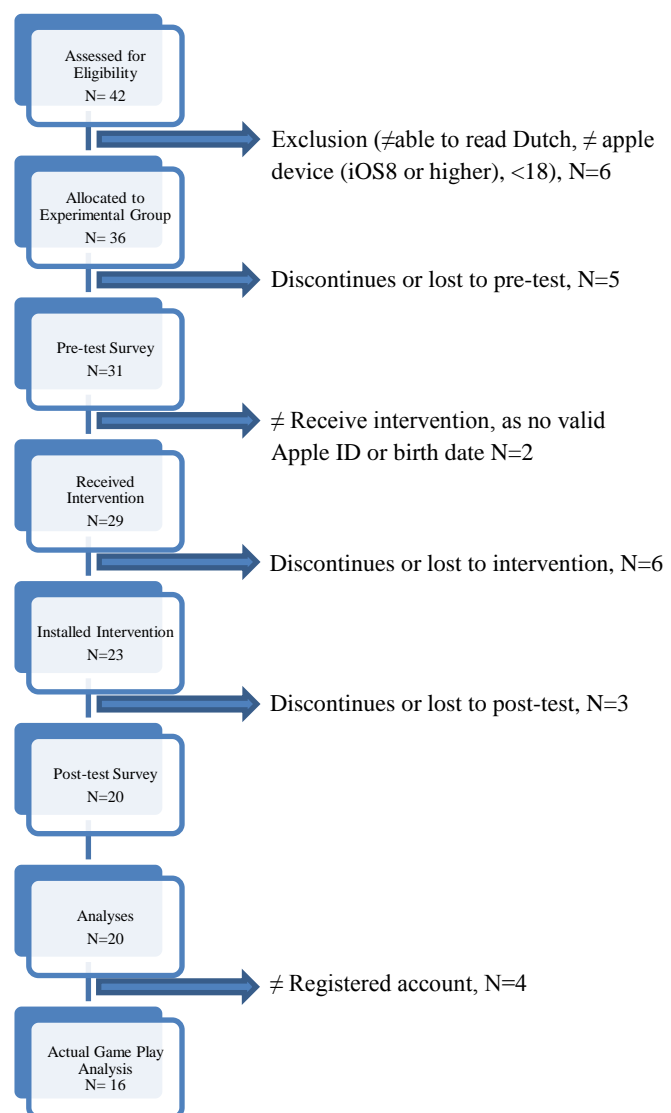 Assessed for
Eligibility
N= 42
Exclusion (≠able to read Dutch, ≠ apple
device (iOS8 or higher), <18), N=6
Allocated to
Experimental Group
N= 36
Discontinues or lost to pre-test, N=5
Pre-test Survey
N=31
≠ Receive intervention, as no valid
Apple ID or birth date N=2
Received
Intervention
N=29
Discontinues or lost to intervention, N=6
Installed Intervention
N=23
Discontinues or lost to post-test, N=3
Post-test Survey
N=20
Analyses
N=20
≠ Registered account, N=4
Actual Game Play
Analysis
N= 16